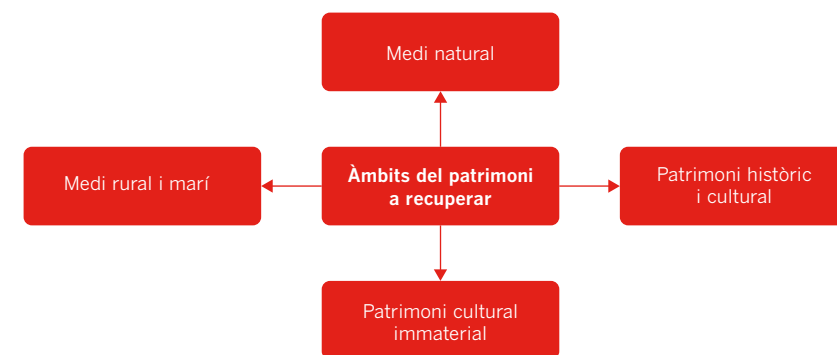 Medi natural
Medi rural i marí
Àmbits del patrimoni
a recuperar
Patrimoni històric
i cultural
Patrimoni cultural
immaterial